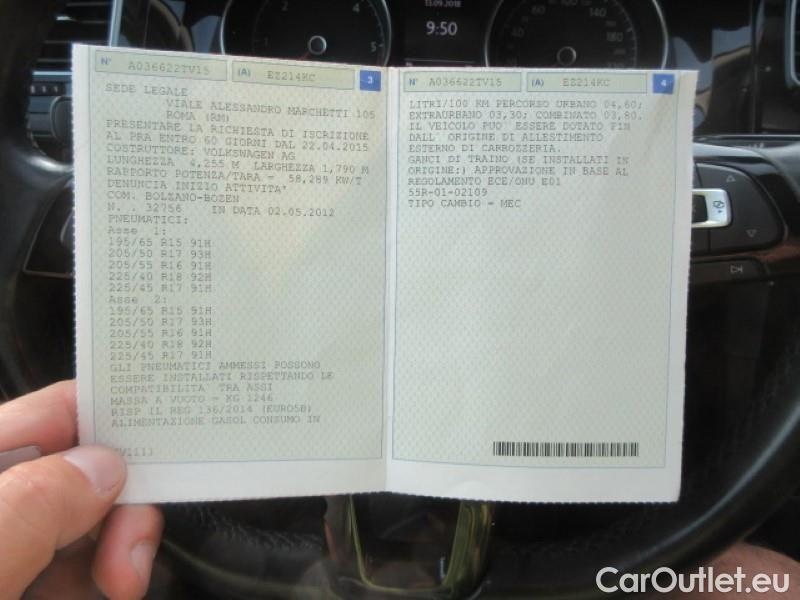 13.09.2018
9:50
N° A036622TV15 (A) EZ214KC 3
SEDE LEGALE
VIALE ALESSANDRO MARCHETTI 105
ROMA (RM)
PRESENTARE LA RICHIESTA DI ISCRIZIONE
AL PRA ENTRO 60 GIORNI DAL 22.04.2015
COSTRUTTORE: VOLKSWAGEN AG
LUNGHEZZA 4,255 M LARGHEZZA 1,790 M
RAPPORTO POTENZA/TARA = 58,289 KW/T
DENUNCIA INIZIO ATTIVITA'
COM. BOLZANO-BOZEN
N. . 32756 IN DATA 02.05.2012
PNEUMATICI:
Asse 1:
195/65 R15 91H
205/50 R17 93H
205/55 R16 91H
225/40 R18 92H
225/45 R17 91H
Asse 2:
195/65 R15 91H
205/50 R17 93H
205/55 R16 91H
225/40 R18 92H
225/45 R17 91H
GLI PNEUMATICI AMMESSI POSSONO
ESSERE INSTALLATI RISPETTANDO LE
COMPATIBILITA TRA ASSI
MASSA A VUOTO = KG 1246
RISP IL REG 136/2014 (EURO5B)
ALIMENTAZIONE GASOL CONSUMO IN
N° A036622TV15 (A) EZ214KC 4
LITRI/100 KM PERCORSO URBANO 04,60;
EXTRAURBANO 03,30; COMBINATO 03,80.
IL VEICOLO PUO' ESSERE DOTATO FIN
DALL' ORIGINE DI ALLESTIMENTO
ESTERNO DI CARROZZERIA.
GANCI DI TRAINO (SE INSTALLATI IN
ORIGINE:) APPROVAZIONE IN BASE AL
REGOLAMENTO ECE/ONU E01
55R-01-02109
TIPO CAMBIO = MEC
CarOutlet.eu